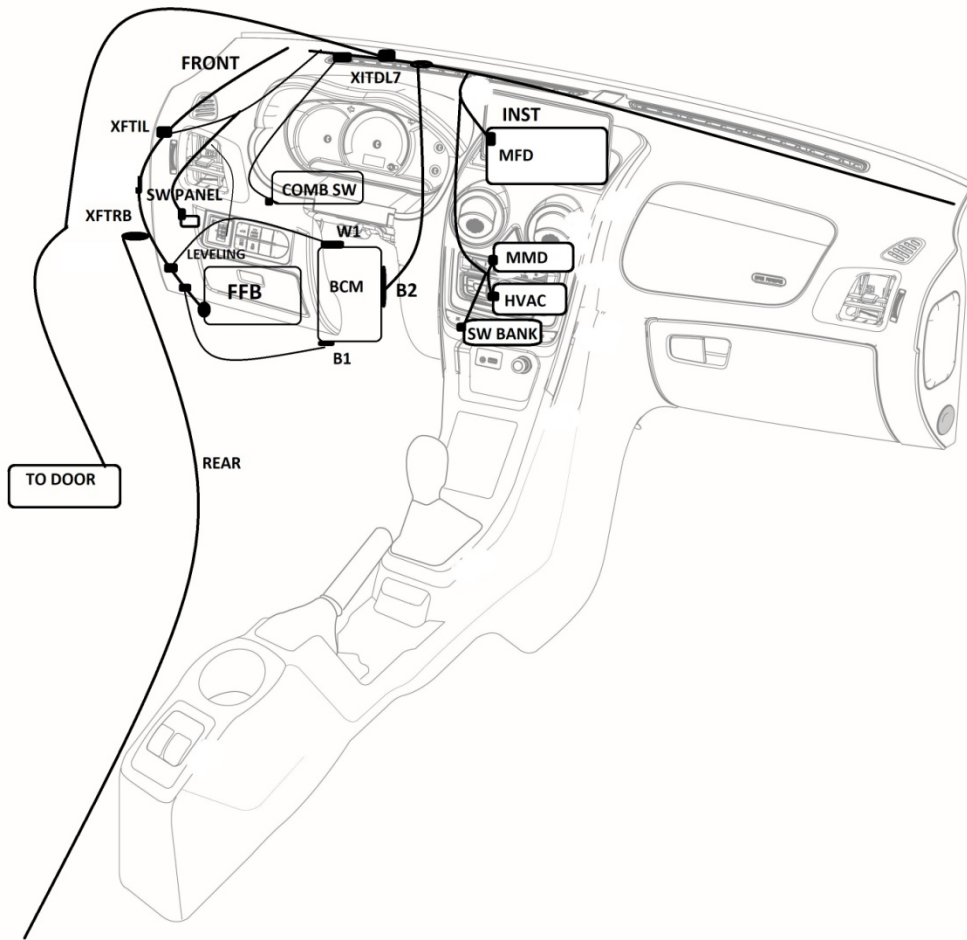 FRONT
XITDL7
INST
XFTIL
MFD
SW PANEL
COMB SW
XFTRB
W1
LEVELING
MMD
FFB
BCM
B2
HVAC
SW BANK
B1
REAR
TO DOOR